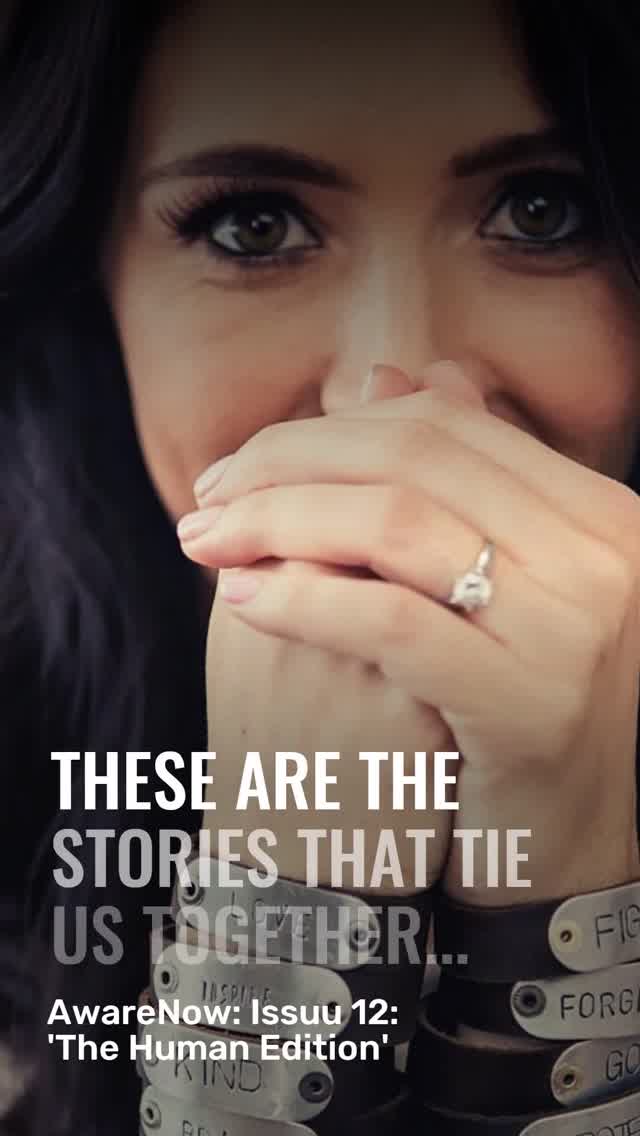 THESE ARE THE
STORIES THAT TIE
US TOGETHER...
LOVE
FIG
INSPIRE
FORG
AwareNow: Issuu 12:
'The Human Edition'
KIND
GO